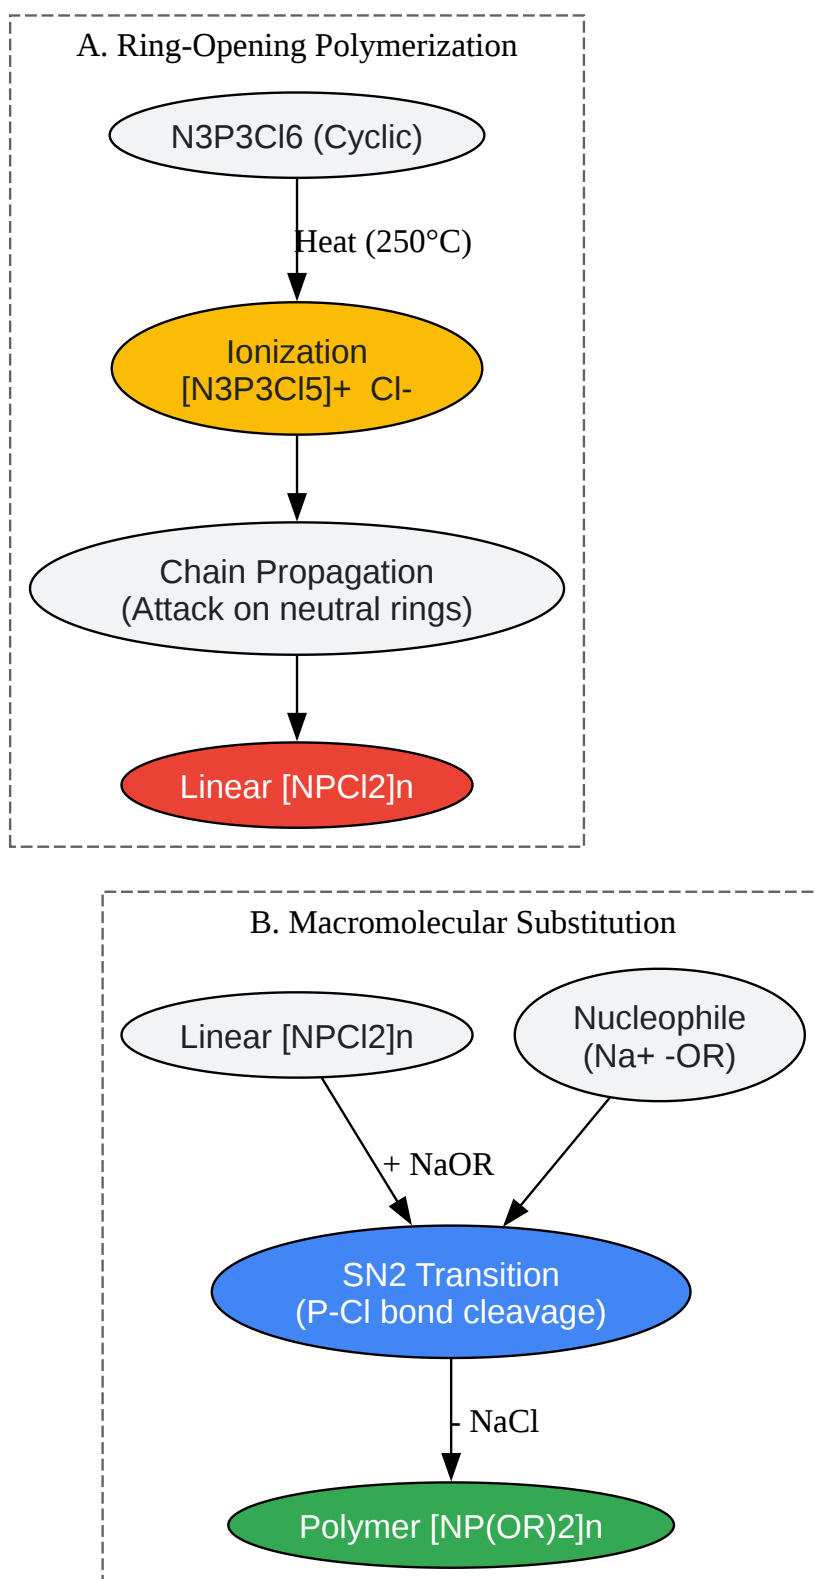 A. Ring-Opening Polymerization
N3P3Cl6 (Cyclic)
Heat (250°C)
Ionization
[N3P3Cl5]+  Cl-
Chain Propagation
(Attack on neutral rings)
Linear [NPCl2]n
B. Macromolecular Substitution
Linear [NPCl2]n
Nucleophile
(Na+ -OR)
+ NaOR
SN2 Transition
(P-Cl bond cleavage)
- NaCl
Polymer [NP(OR)2]n